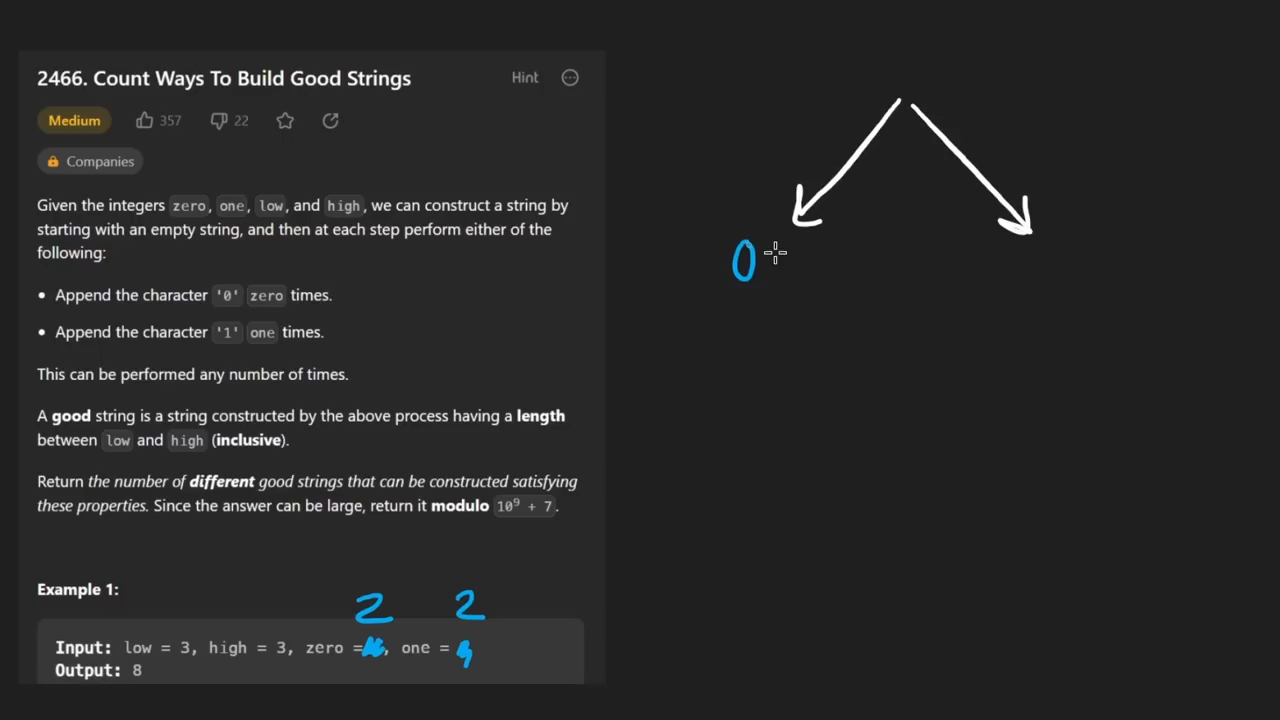 2466. Count Ways To Build Good Strings
Hint
Medium 357 22
Companies
Given the integers zero, one, low, and high, we can construct a string by
starting with an empty string, and then at each step perform either of the
following:
• Append the character '0' zero times.
• Append the character '1' one times.
This can be performed any number of times.
A good string is a string constructed by the above process having a length
between low and high (inclusive).
Return the number of different good strings that can be constructed satisfying
these properties. Since the answer can be large, return it modulo 10⁹ + 7.
Example 1:
2 2
Input: low = 3, high = 3, zero = , one =
Output: 8
0